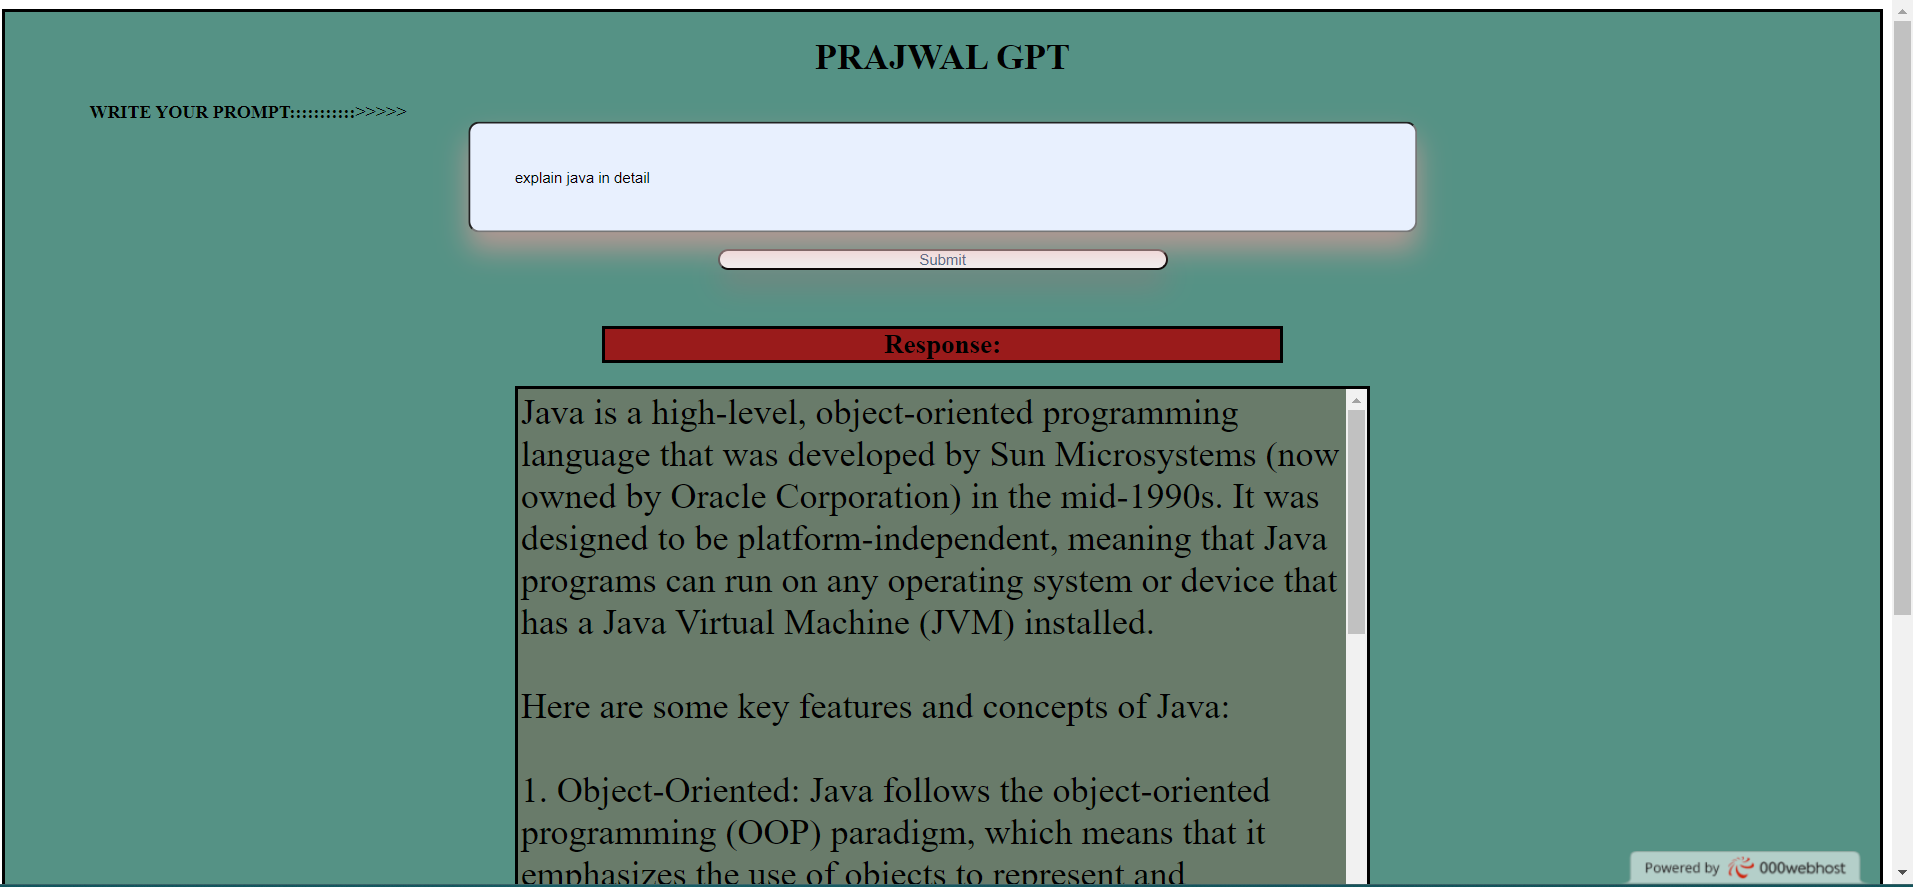 PRAJWAL GPT
WRITE YOUR PROMPT:::::::::::>>>>>
explain java in detail
Submit
Response:
Java is a high-level, object-oriented programming
language that was developed by Sun Microsystems (now
owned by Oracle Corporation) in the mid-1990s. It was
designed to be platform-independent, meaning that Java
programs can run on any operating system or device that
has a Java Virtual Machine (JVM) installed.
Here are some key features and concepts of Java:
1. Object-Oriented: Java follows the object-oriented
programming (OOP) paradigm, which means that it
emphasizes the use of objects to represent and
Powered by 000webhost